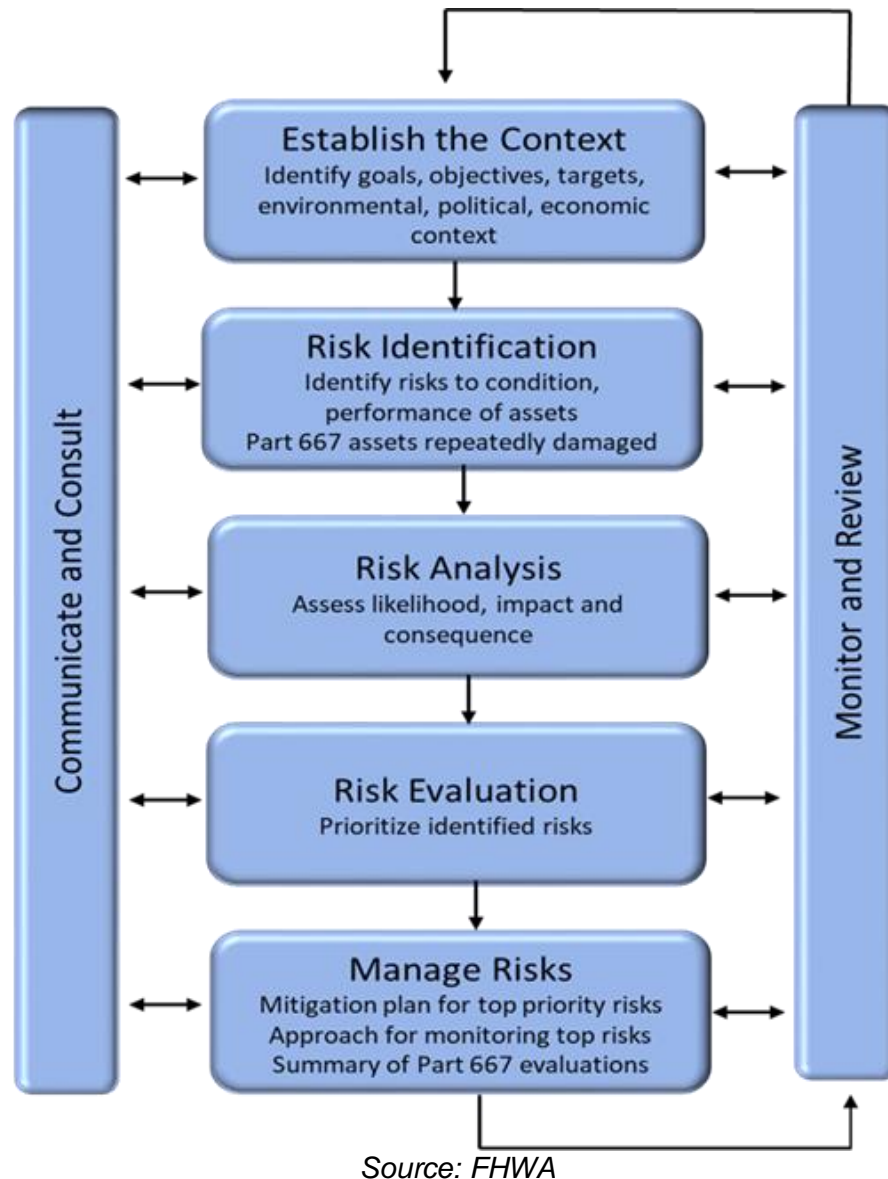 Establish the Context
Identify goals, objectives, targets,
environmental, political, economic
context
Risk Identification
Identify risks to condition,
performance of assets
Part 667 assets repeatedly damaged
Risk Analysis
Assess likelihood, impact and
consequence
Risk Evaluation
Prioritize identified risks
Manage Risks
Mitigation plan for top priority risks
Approach for monitoring top risks
Summary of Part 667 evaluations
Communicate and Consult
Monitor and Review
Source: FHWA